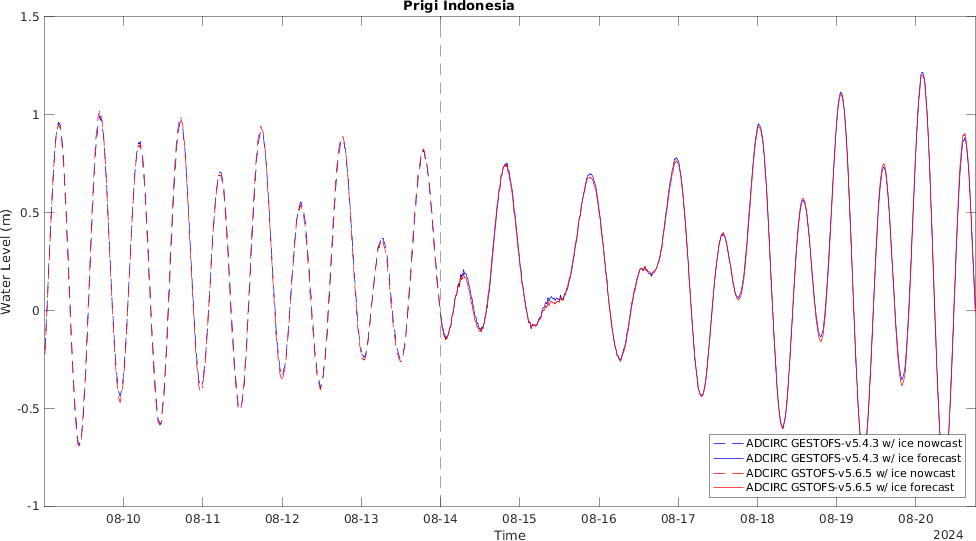 Prigi Indonesia
1.5
1
0.5
0
-0.5
-1
Water Level (m)
ADCIRC GESTOFS-v5.4.3 w/ ice nowcast
ADCIRC GESTOFS-v5.4.3 w/ ice forecast
ADCIRC GSTOFS-v5.6.5 w/ ice nowcast
ADCIRC GSTOFS-v5.6.5 w/ ice forecast
08-10 08-11 08-12 08-13 08-14 08-15 08-16 08-17 08-18 08-19 08-20
Time
2024